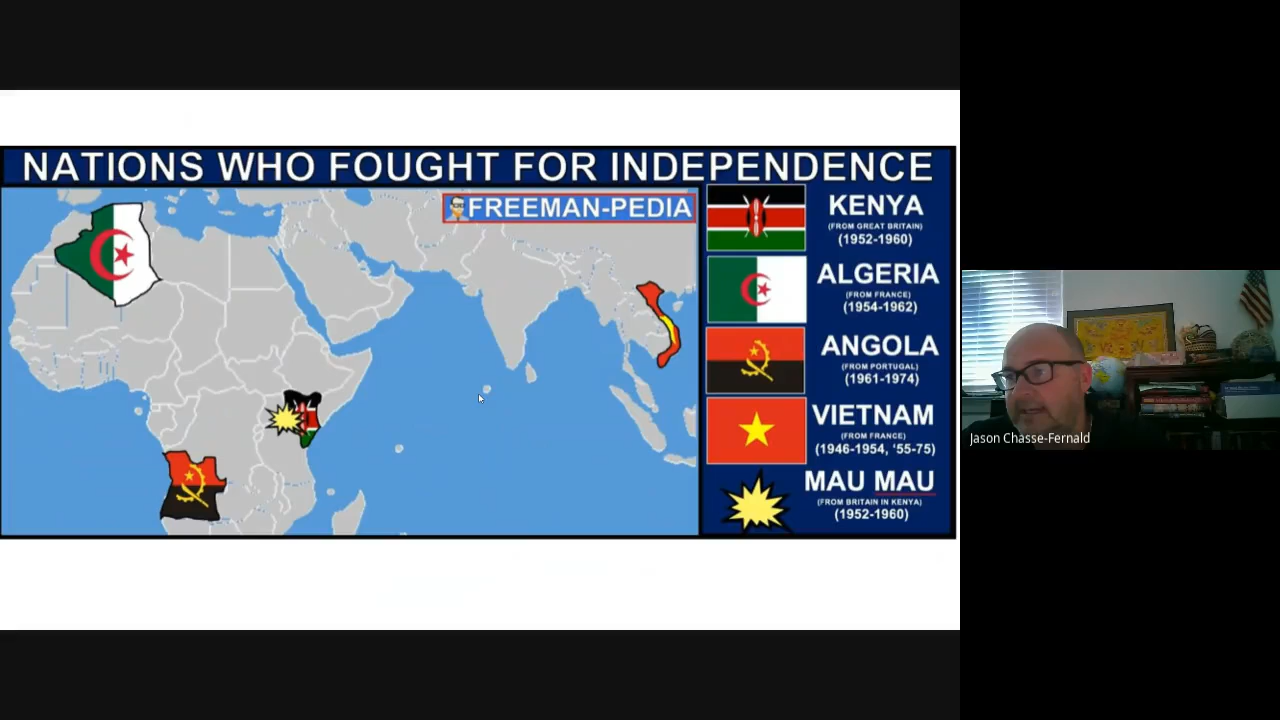 NATIONS WHO FOUGHT FOR INDEPENDENCE
FREEMAN-PEDIA
KENYA
(FROM GREAT BRITAIN)
(1952-1960)
ALGERIA
(FROM FRANCE)
(1954-1962)
ANGOLA
(FROM PORTUGAL)
(1961-1974)
VIETNAM
(FROM FRANCE)
(1946-1954, '55-75)
MAU MAU
(FROM BRITAIN IN KENYA)
(1952-1960)
Jason Chasse-Fernald